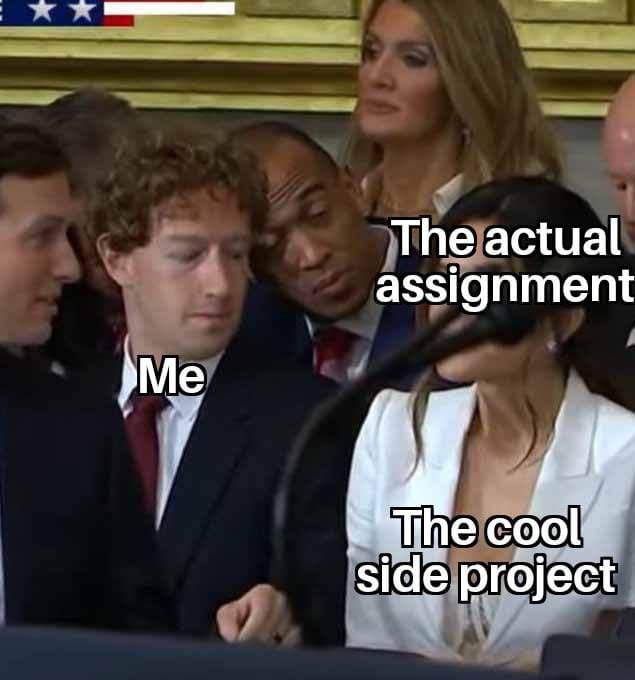 The actual
assignment
Me
The cool
side project